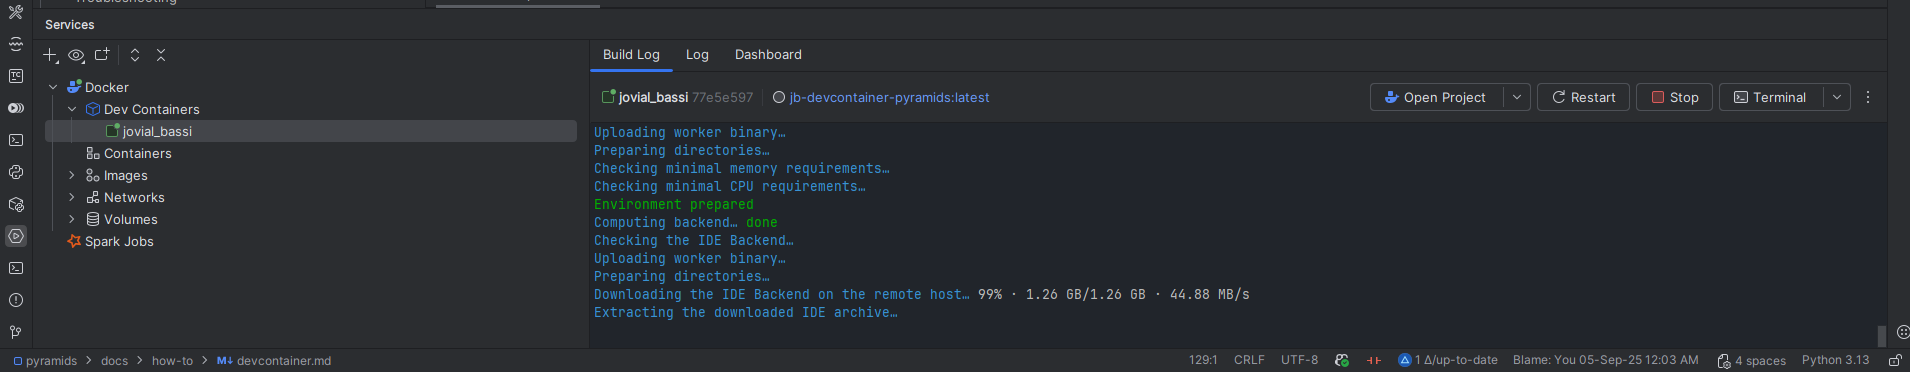 Troubleshooting
Services
Build Log Log Dashboard
Docker
Dev Containers
jovial_bassi
Containers
Images
Networks
Volumes
Spark Jobs
TC
jovial_bassi 77e5e597 jb-devcontainer-pyramids:latest Open Project Restart Stop Terminal
Uploading worker binary…
Preparing directories…
Checking minimal memory requirements…
Checking minimal CPU requirements…
Environment prepared
Computing backend… done
Checking the IDE Backend…
Uploading worker binary…
Preparing directories…
Downloading the IDE Backend on the remote host… 99% · 1.26 GB/1.26 GB · 44.88 MB/s
Extracting the downloaded IDE archive…
pyramids > docs > how-to > M↓ devcontainer.md 129:1 CRLF UTF-8 1 Δ/up-to-date Blame: You 05-Sep-25 12:03 AM 4 spaces Python 3.13